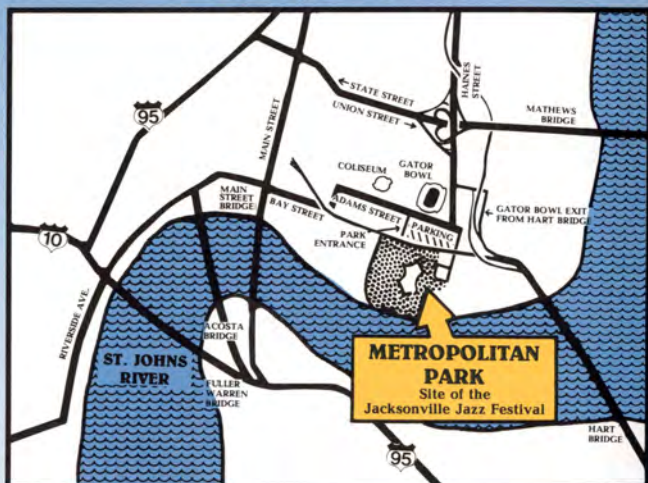 95
STATE STREET
UNION STREET
MAIN STREET
HAINES
STREET
MATHEWS
BRIDGE
COLISEUM
GATOR
BOWL
MAIN
STREET
BRIDGE
BAY STREET
ADAMS STREET
PARKING
PARK
ENTRANCE
GATOR BOWL EXIT
FROM HART BRIDGE
10
RIVERSIDE AVE.
ST. JOHNS
RIVER
ACOSTA
BRIDGE
FULLER
WARREN
BRIDGE
METROPOLITAN
PARK
Site of the
Jacksonville Jazz Festival
HART
BRIDGE
95